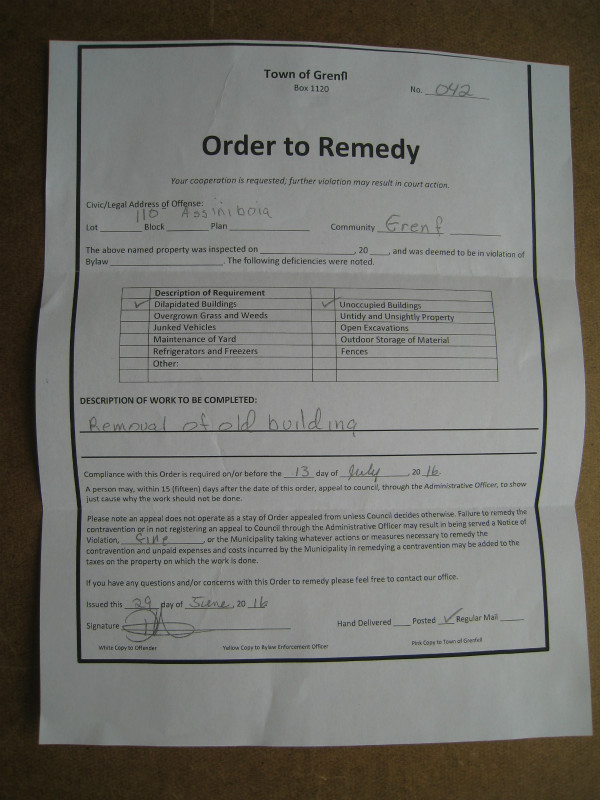 Town of Grenfl
Box 1120
No. 042
Order to Remedy
Your cooperation is requested; further violation may result in court action.
Civic/Legal Address of Offense:
110 Assiniboia
Lot Block Plan Community Erenf
The above named property was inspected on , 20 , and was deemed to be in violation of
Bylaw . The following deficiencies were noted.
Description of Requirement
✓ Dilapidated Buildings ✓ Unoccupied Buildings
Overgrown Grass and Weeds Untidy and Unsightly Property
Junked Vehicles Open Excavations
Maintenance of Yard Outdoor Storage of Material
Refrigerators and Freezers Fences
Other:
DESCRIPTION OF WORK TO BE COMPLETED:
Removal of old building
Compliance with this Order is required on/or before the 13 day of July , 20 16
A person may, within 15 (fifteen) days after the date of this order, appeal to council, through the Administrative Officer, to show
just cause why the work should not be done.
Please note an appeal does not operate as a stay of Order appealed from unless Council decides otherwise. Failure to remedy the
contravention or in not registering an appeal to Council through the Administrative Officer may result in being served a Notice of
Violation, fine , or the Municipality taking whatever actions or measures necessary to remedy the
contravention and unpaid expenses and costs incurred by the Municipality in remedying a contravention may be added to the
taxes on the property on which the work is done.
If you have any questions and/or concerns with this Order to remedy please feel free to contact our office.
Issued this 29 day of June , 20 16
Signature Hand Delivered Posted ✓ Regular Mail
White Copy to Offender Yellow Copy to Bylaw Enforcement Officer Pink Copy to Town of Grenfell